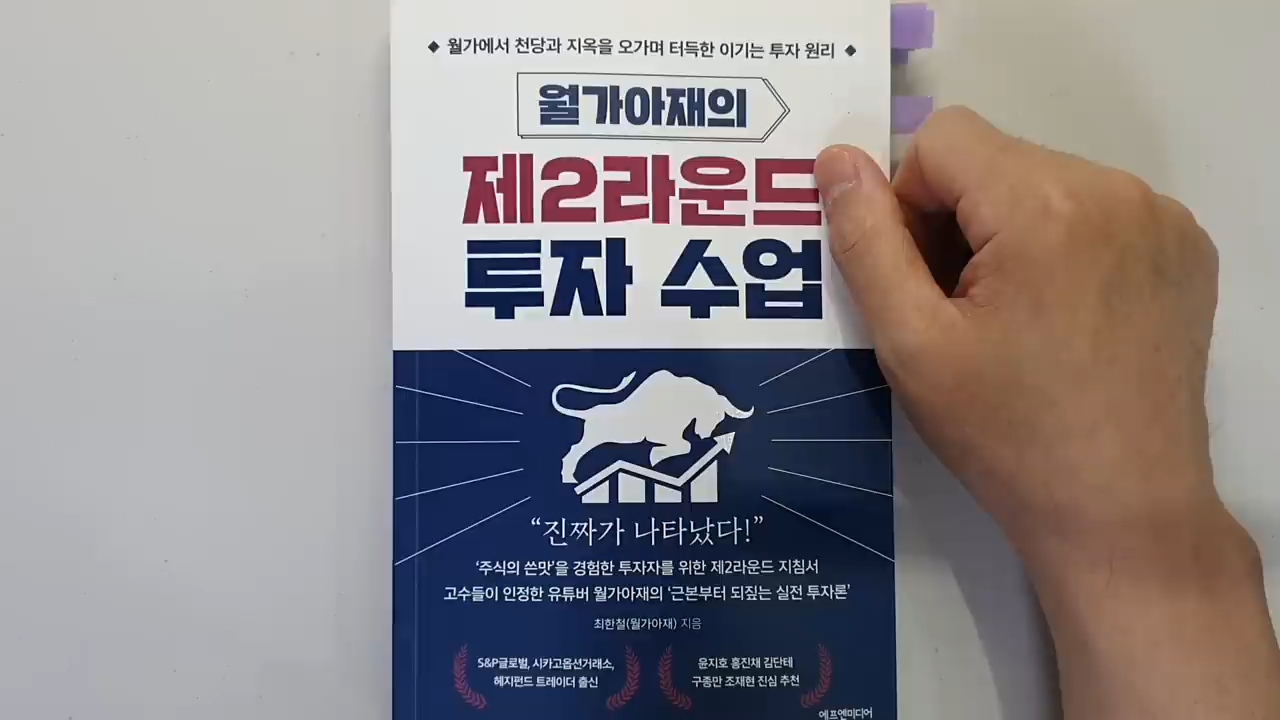 ◆ 월가에서 천당과 지옥을 오가며 터득한 이기는 투자 원리 ◆
월가아재의
제2라운드
투자 수업
“진짜가 나타났다!”
‘주식의 쓴맛’을 경험한 투자자를 위한 제2라운드 지침서
고수들이 인정한 유튜버 월가아재의 ‘근본부터 되짚는 실전 투자론’
최한철(월가아재) 지음
S&P글로벌, 시카고옵션거래소,
헤지펀드 트레이더 출신
윤지호 홍진채 김단테
구종만 조재현 진심 추천
에프엔미디어